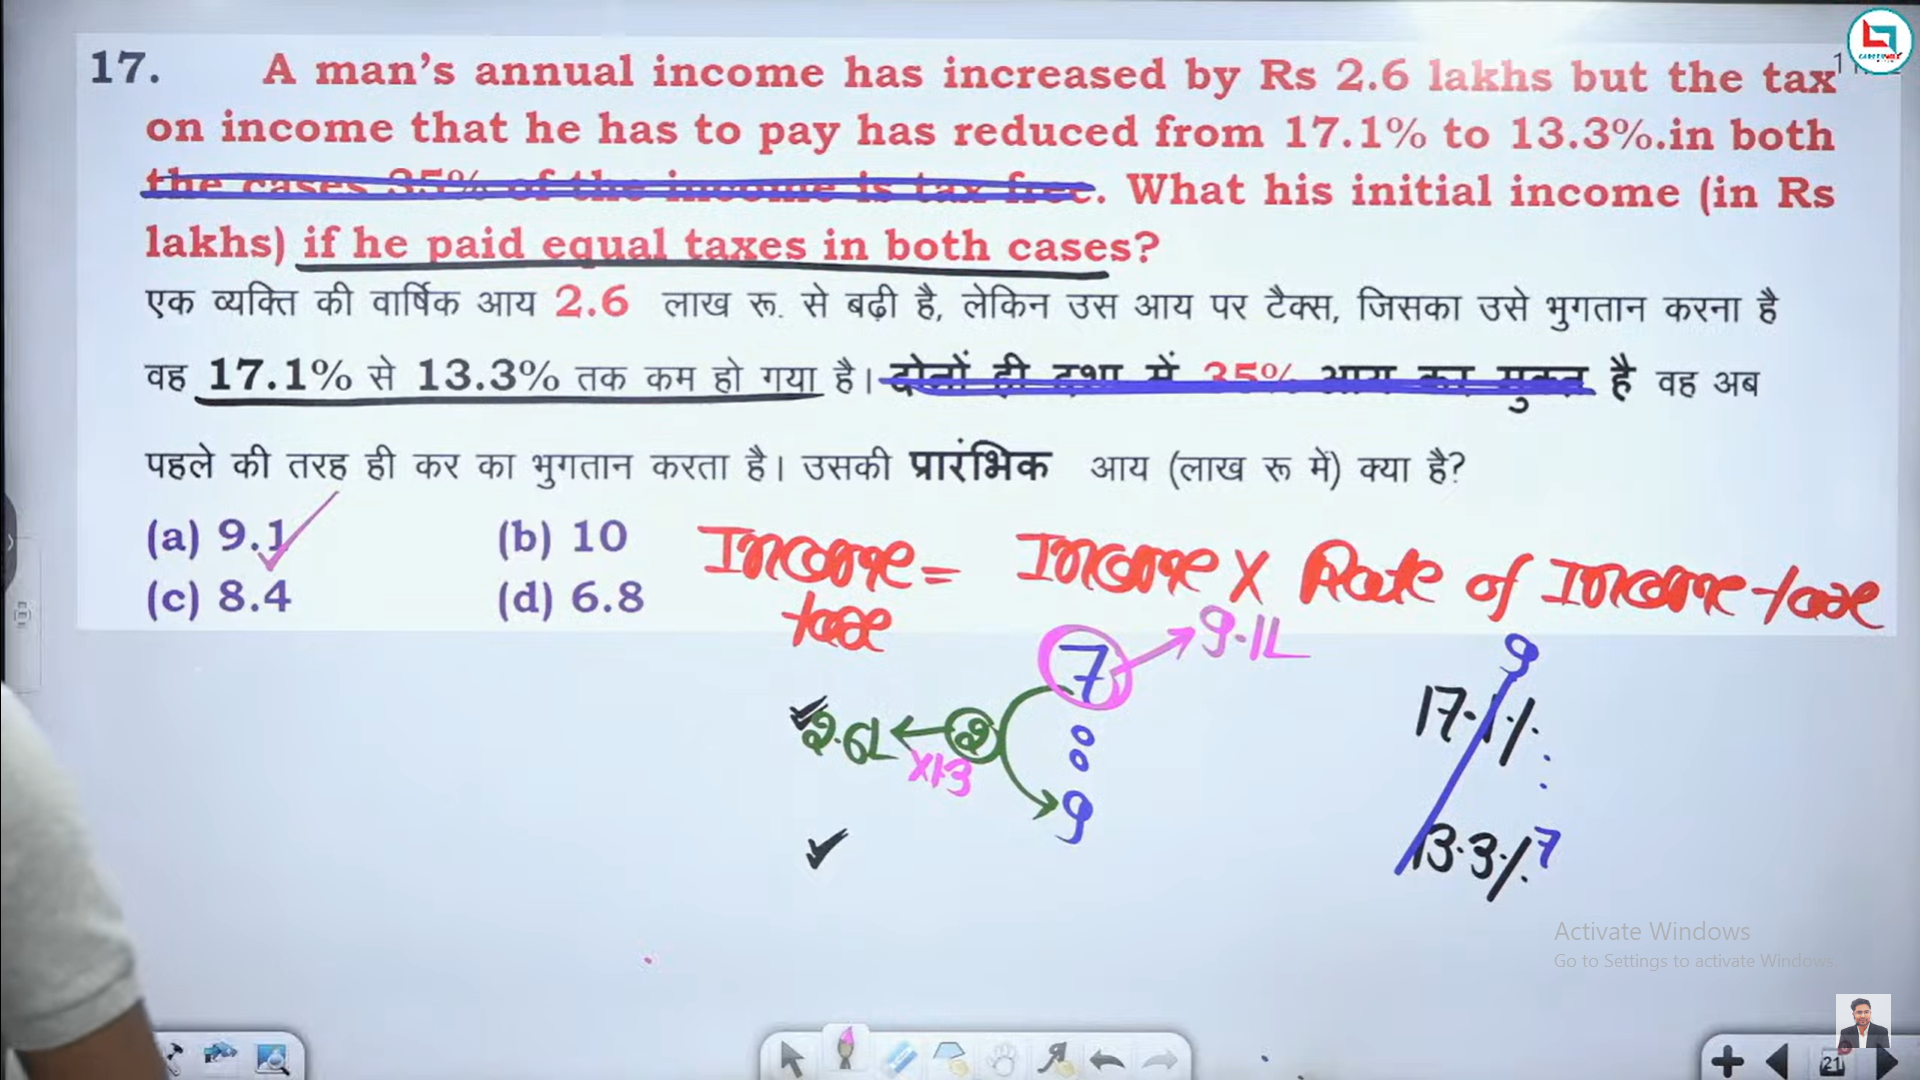 17. A man's annual income has increased by Rs 2.6 lakhs but the tax
on income that he has to pay has reduced from 17.1% to 13.3%.in both
the cases 35% of the income is tax free. What his initial income (in Rs
lakhs) if he paid equal taxes in both cases?
एक व्यक्ति की वार्षिक आय 2.6 लाख रू. से बढ़ी है, लेकिन उस आय पर टैक्स, जिसका उसे भुगतान करना है
वह 17.1% से 13.3% तक कम हो गया है। दोनों ही दशा में 35% आय कर मुक्त है वह अब
पहले की तरह ही कर का भुगतान करता है। उसकी प्रारंभिक आय (लाख रू में) क्या है?
(a) 9.1 (b) 10
(c) 8.4 (d) 6.8
Income tax = Income X Rate of Income tax
7 → 9.1L
9
17.1%
2.6L ← 2
x1.3
:
9
13.3% 7
Activate Windows
Go to Settings to activate Windows.
21